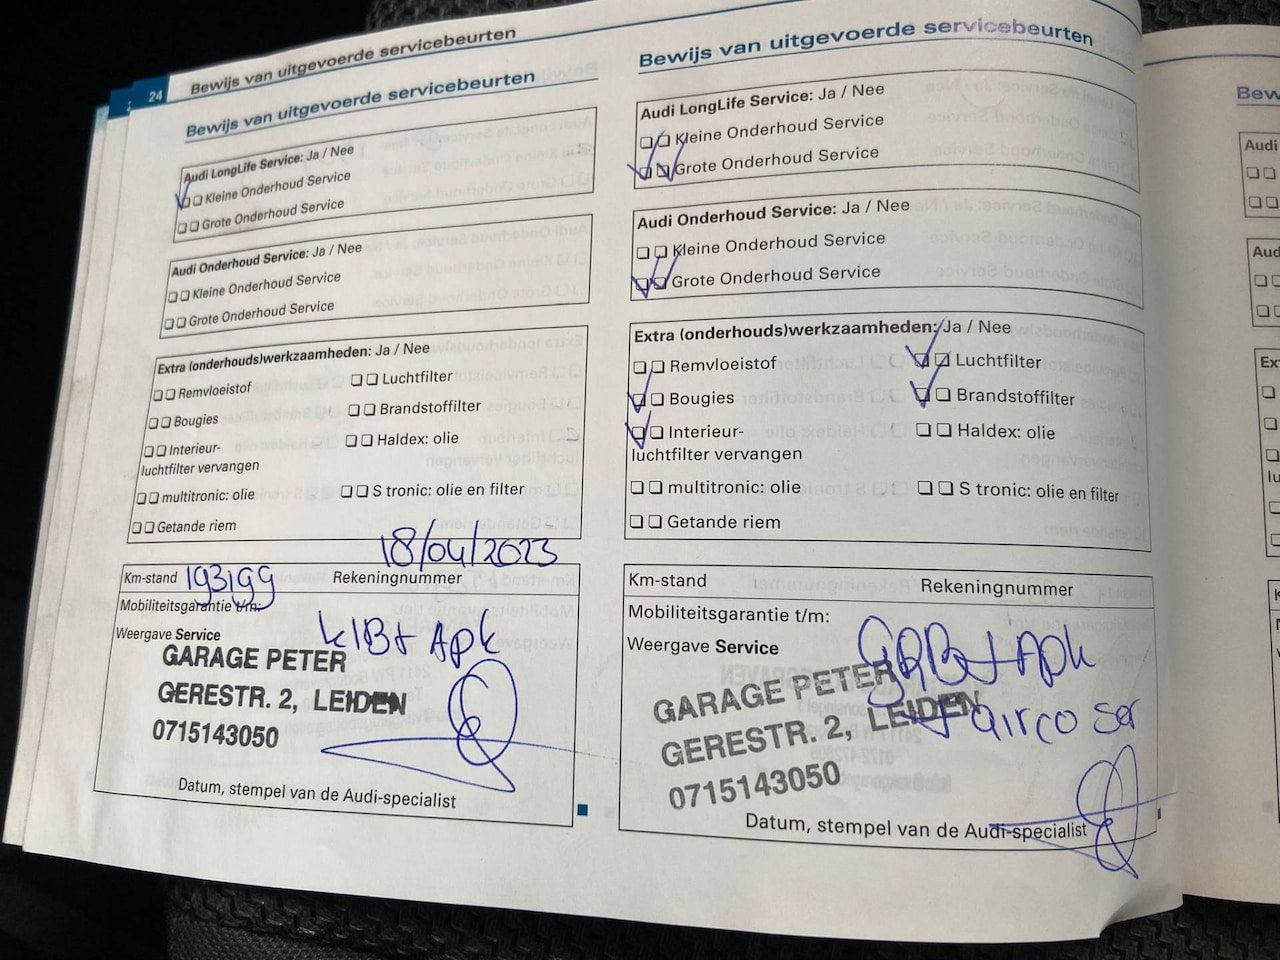 24
Bewijs van uitgevoerde servicebeurten
Bewijs van uitgevoerde servicebeurten
Audi LongLife Service: Ja / Nee
Kleine Onderhoud Service
Grote Onderhoud Service
Audi Onderhoud Service: Ja / Nee
Kleine Onderhoud Service
Grote Onderhoud Service
Extra (onderhouds)werkzaamheden: Ja / Nee
Remvloeistof Luchtfilter
Bougies Brandstoffilter
Interieur- Haldex: olie
luchtfilter vervangen
multitronic: olie S tronic: olie en filter
Getande riem
18/04/2023
Km-stand 193199 Rekeningnummer
Mobiliteitsgarantie t/m:
Weergave Service
klB+ Apk
GARAGE PETER
GERESTR. 2, LEIDEN
0715143050
Datum, stempel van de Audi-specialist
Bewijs van uitgevoerde servicebeurten
Audi LongLife Service: Ja / Nee
Kleine Onderhoud Service
Grote Onderhoud Service
Audi Onderhoud Service: Ja / Nee
Kleine Onderhoud Service
Grote Onderhoud Service
Extra (onderhouds)werkzaamheden: Ja / Nee
Remvloeistof Luchtfilter
Bougies Brandstoffilter
Interieur- Haldex: olie
luchtfilter vervangen
multitronic: olie S tronic: olie en filter
Getande riem
Km-stand Rekeningnummer
Mobiliteitsgarantie t/m:
Weergave Service
+ Apk
GARAGE PETER
GERESTR. 2, LEIDEN
+ airco ser
0715143050
Datum, stempel van de Audi-specialist
Bew
Audi
Aud
Ex
lu